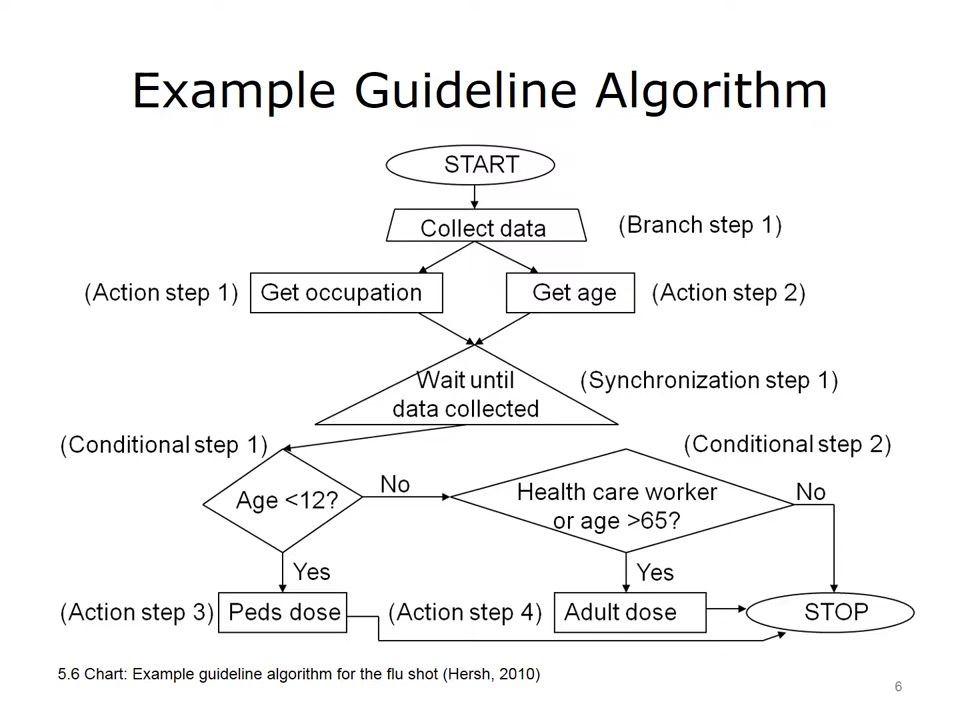 Example Guideline Algorithm
START
Collect data
(Branch step 1)
(Action step 1)
Get occupation
Get age
(Action step 2)
Wait until
data collected
(Synchronization step 1)
(Conditional step 1)
(Conditional step 2)
Age <12?
No
Health care worker
or age >65?
No
Yes
Yes
(Action step 3)
Peds dose
(Action step 4)
Adult dose
STOP
5.6 Chart: Example guideline algorithm for the flu shot (Hersh, 2010)
6